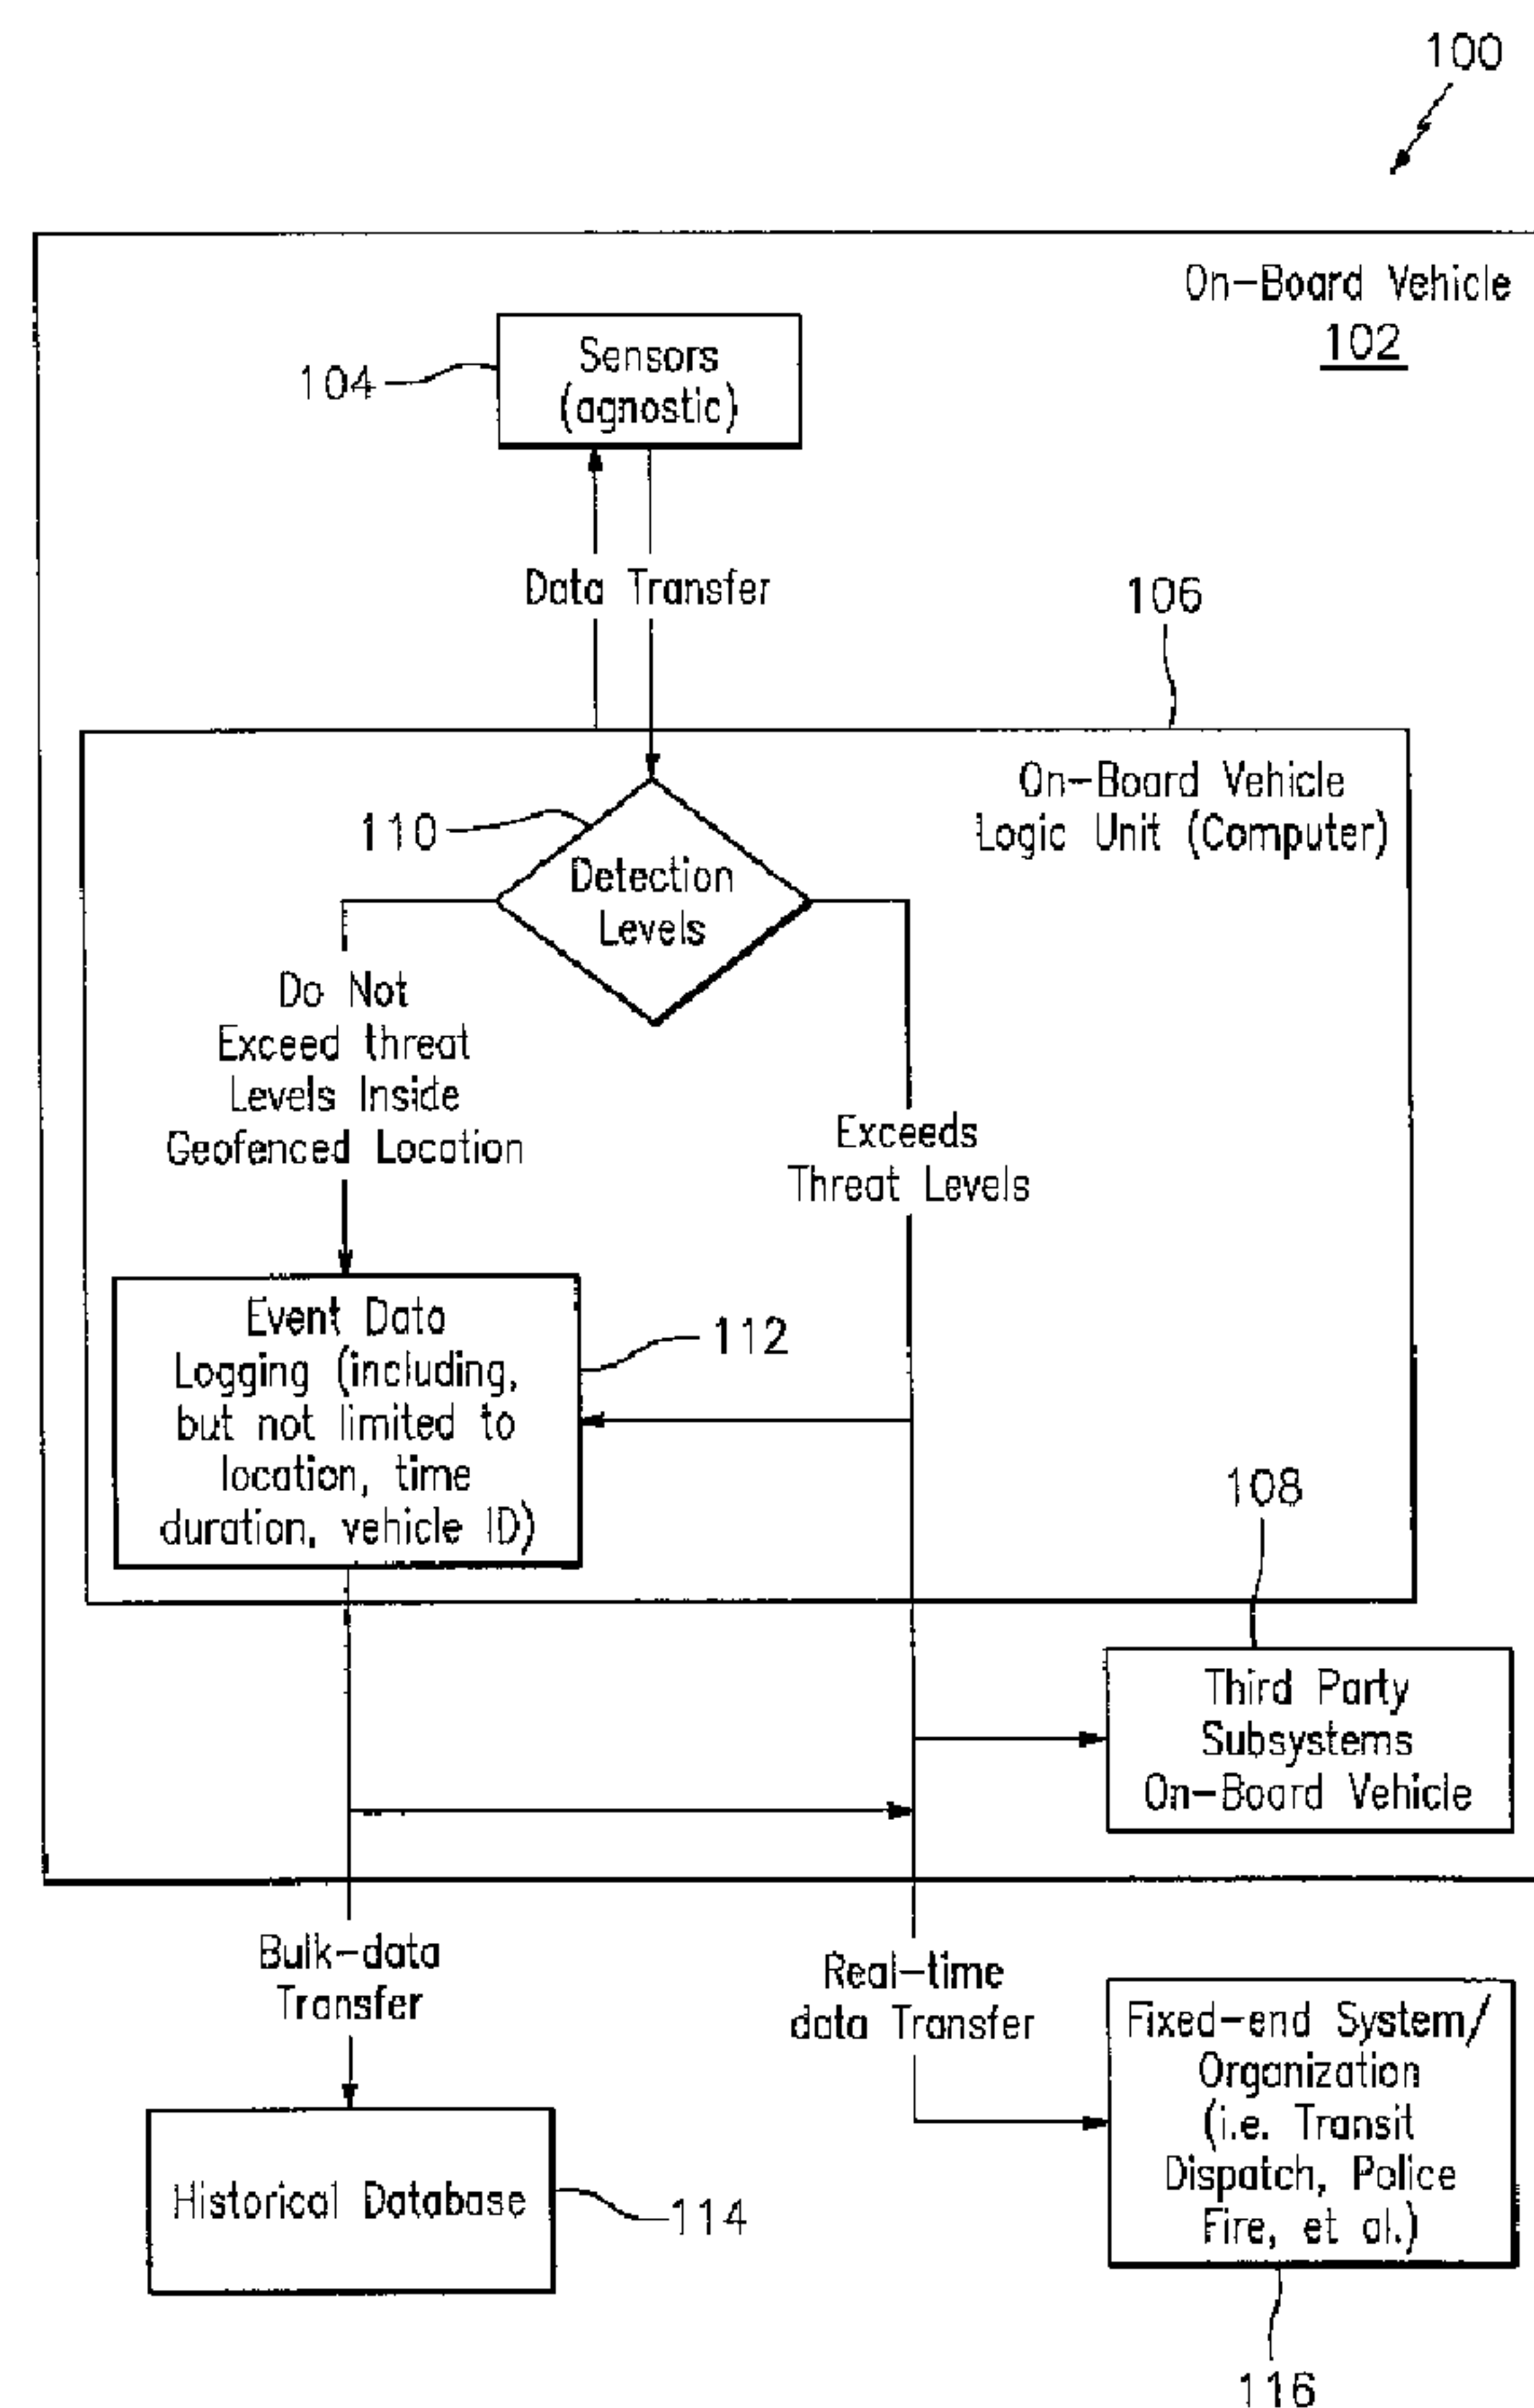 100
On-Board Vehicle
102
Sensors
(agnostic)
104
Data Transfer
106
On-Board Vehicle
Logic Unit (Computer)
110
Detection
Levels
Do Not
Exceed threat
Levels Inside
Geofenced Location
Exceeds
Threat Levels
Event Data
Logging (including,
but not limited to
location, time
duration, vehicle ID)
112
108
Third Party
Subsystems
On-Board Vehicle
Bulk-data
Transfer
Real-time
data Transfer
Fixed-end System/
Organization
(i.e. Transit
Dispatch, Police
Fire, et al.)
Historical Database
114
116